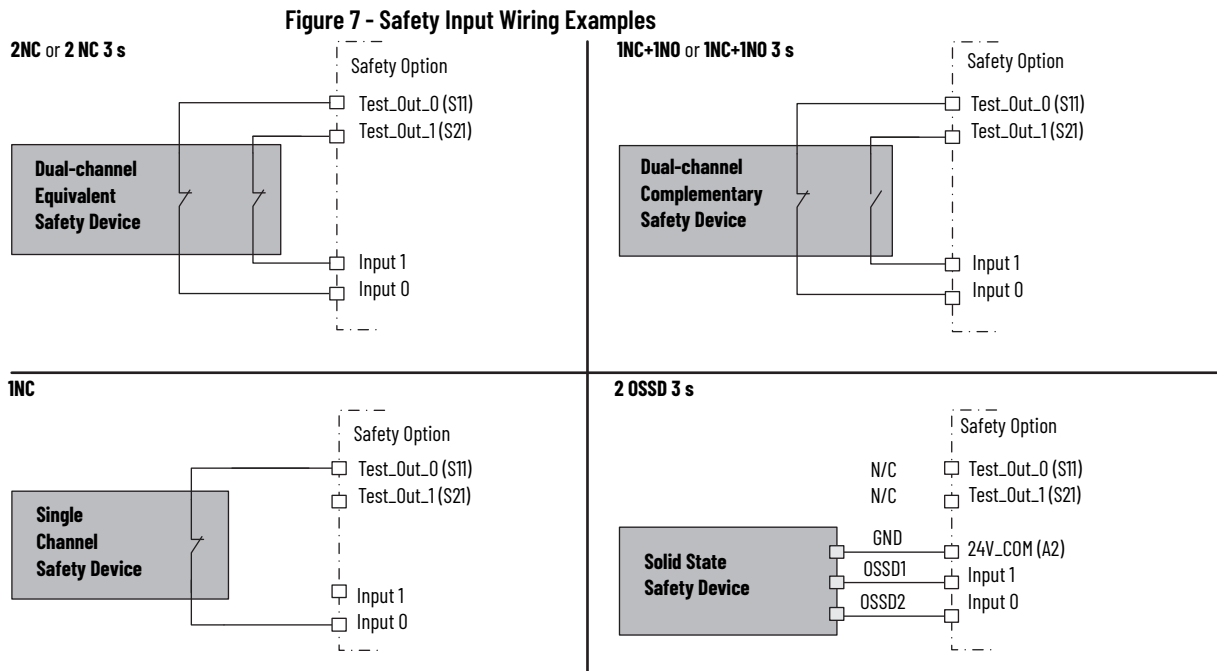 Figure 7 - Safety Input Wiring Examples
2NC or 2 NC 3 s
Safety Option
Test_Out_0 (S11)
Test_Out_1 (S21)
Dual-channel
Equivalent
Safety Device
Input 1
Input 0
1NC+1NO or 1NC+1NO 3 s
Safety Option
Test_Out_0 (S11)
Test_Out_1 (S21)
Dual-channel
Complementary
Safety Device
Input 1
Input 0
1NC
Safety Option
Test_Out_0 (S11)
Test_Out_1 (S21)
Single
Channel
Safety Device
Input 1
Input 0
2 OSSD 3 s
Safety Option
N/C
Test_Out_0 (S11)
N/C
Test_Out_1 (S21)
GND
24V_COM (A2)
Solid State
Safety Device
OSSD1
Input 1
OSSD2
Input 0